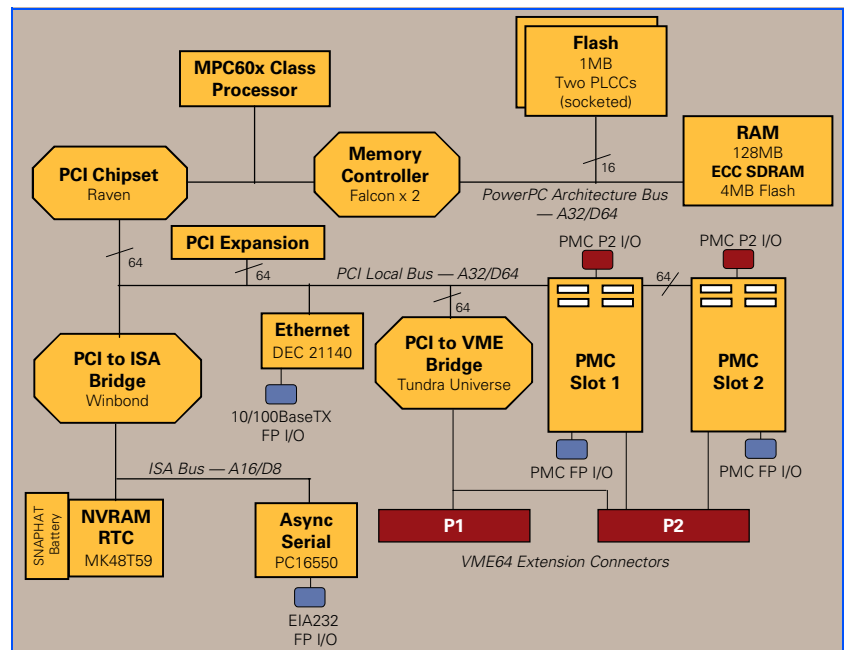 MPC60x Class
Processor
Flash
1MB
Two PLCCs
(socketed)
RAM
128MB
ECC SDRAM
4MB Flash
PCI Chipset
Raven
Memory
Controller
Falcon x 2
16
PowerPC Architecture Bus
— A32/D64
64
PCI Expansion
64
PCI Local Bus — A32/D64
PMC P2 I/O
PMC P2 I/O
64
64
PCI to ISA
Bridge
Winbond
Ethernet
DEC 21140
10/100BaseTX
FP I/O
PCI to VME
Bridge
Tundra Universe
PMC
Slot 1
PMC
Slot 2
PMC FP I/O
PMC FP I/O
ISA Bus — A16/D8
SNAPHAT
Battery
NVRAM
RTC
MK48T59
Async
Serial
PC16550
EIA232
FP I/O
P1
P2
VME64 Extension Connectors